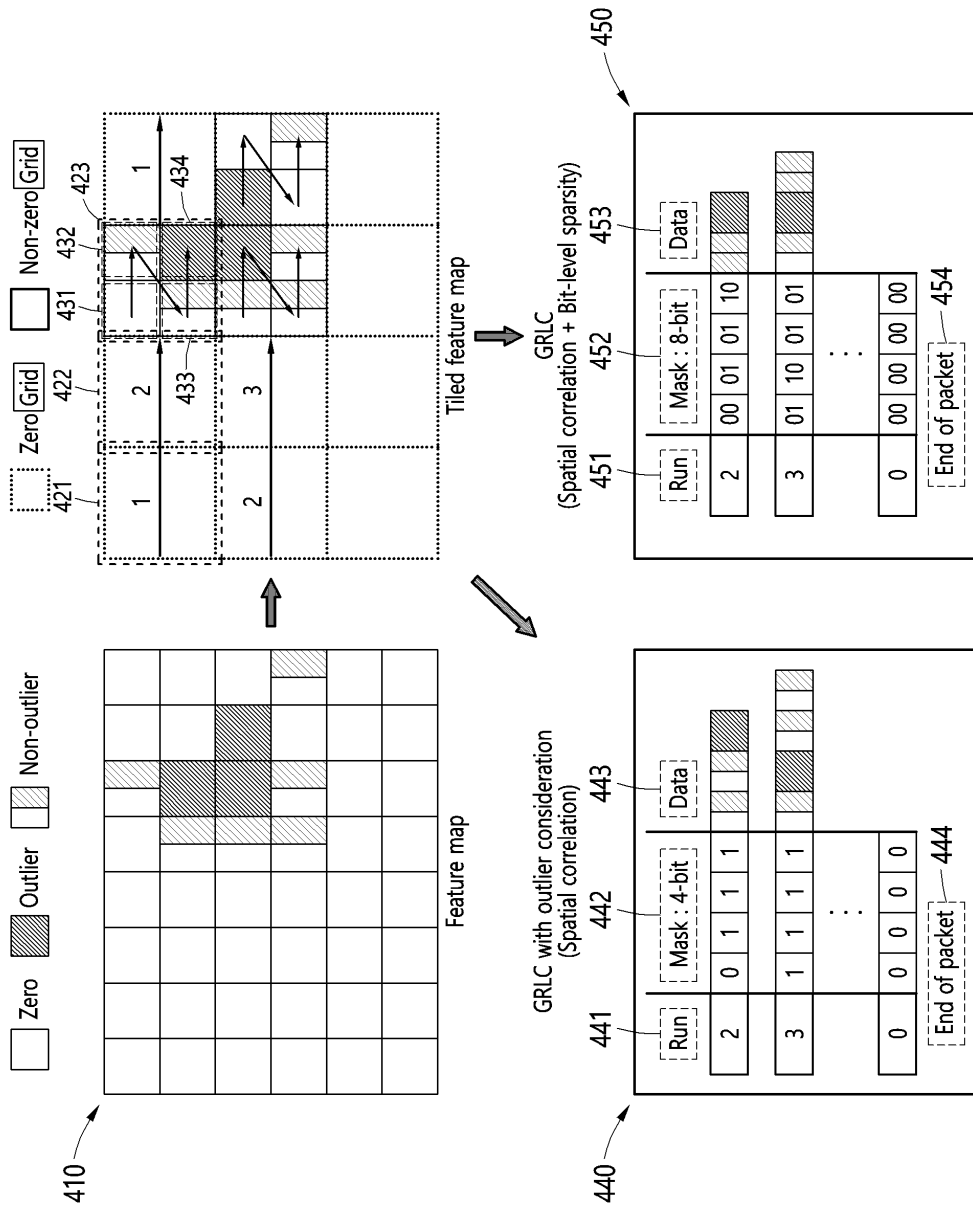 Zero
Outlier
Non-outlier
Zero Grid
Non-zero Grid
410
421
422
431
432
423
1
2
1
433
434
2
3
Feature map
Tiled feature map
GRLC with outlier consideration
(Spatial correlation)
440
441
442
443
Run
Mask : 4-bit
Data
2
0
1
1
1
3
1
1
1
1
...
0
0
0
0
0
End of packet
444
GRLC
(Spatial correlation + Bit-level sparsity)
450
451
452
453
Run
Mask : 8-bit
Data
2
00
01
01
10
3
01
10
01
01
...
0
00
00
00
00
End of packet
454